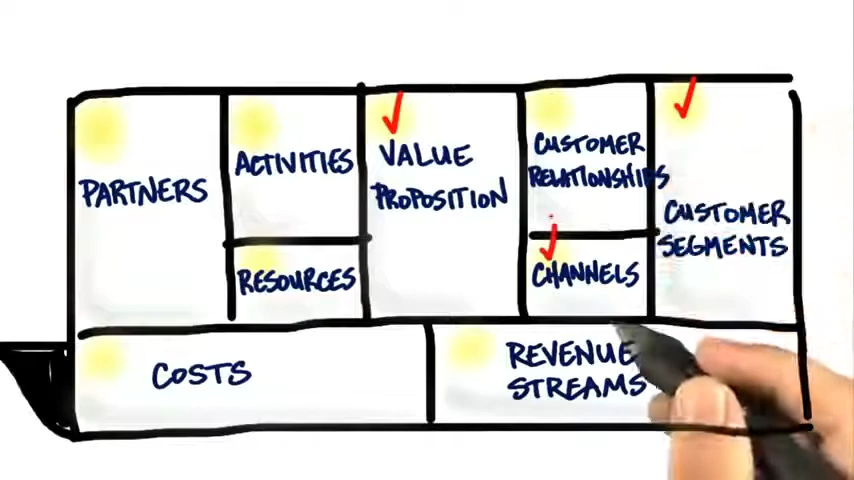 PARTNERS
ACTIVITIES
RESOURCES
VALUE
PROPOSITION
CUSTOMER
RELATIONSHIPS
CHANNELS
CUSTOMER
SEGMENTS
COSTS
REVENUE
STREAMS